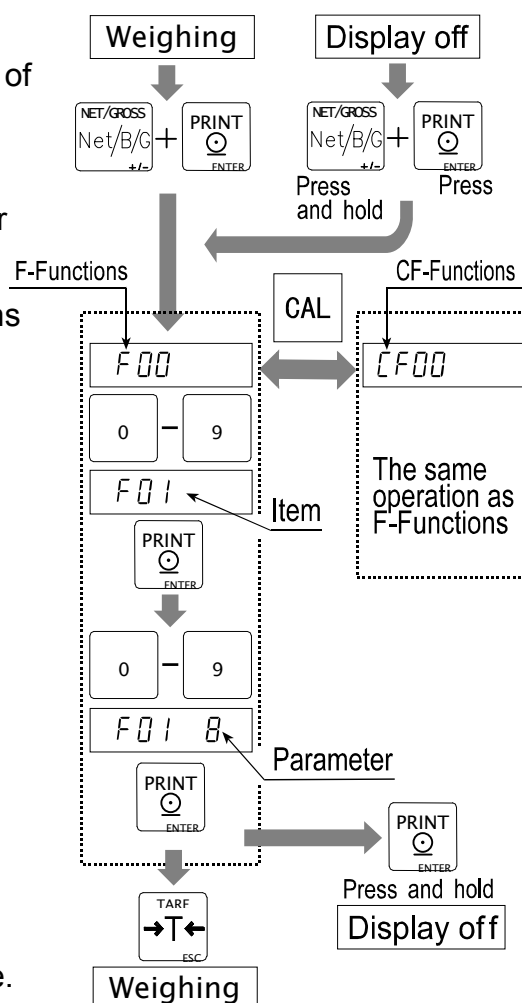 Weighing
Display off
of
NET/GROSS
Net/B/G
+/-
+
PRINT
ENTER
NET/GROSS
Net/B/G
+/-
+
PRINT
ENTER
Press
and hold
Press
r
F-Functions
CF-Functions
ns
CAL
F00
CF00
0 – 9
F01
Item
The same
operation as
F-Functions
PRINT
ENTER
0 – 9
F01 8
Parameter
PRINT
ENTER
PRINT
ENTER
Press and hold
Display off
TARE
→T←
ESC
Weighing
e.